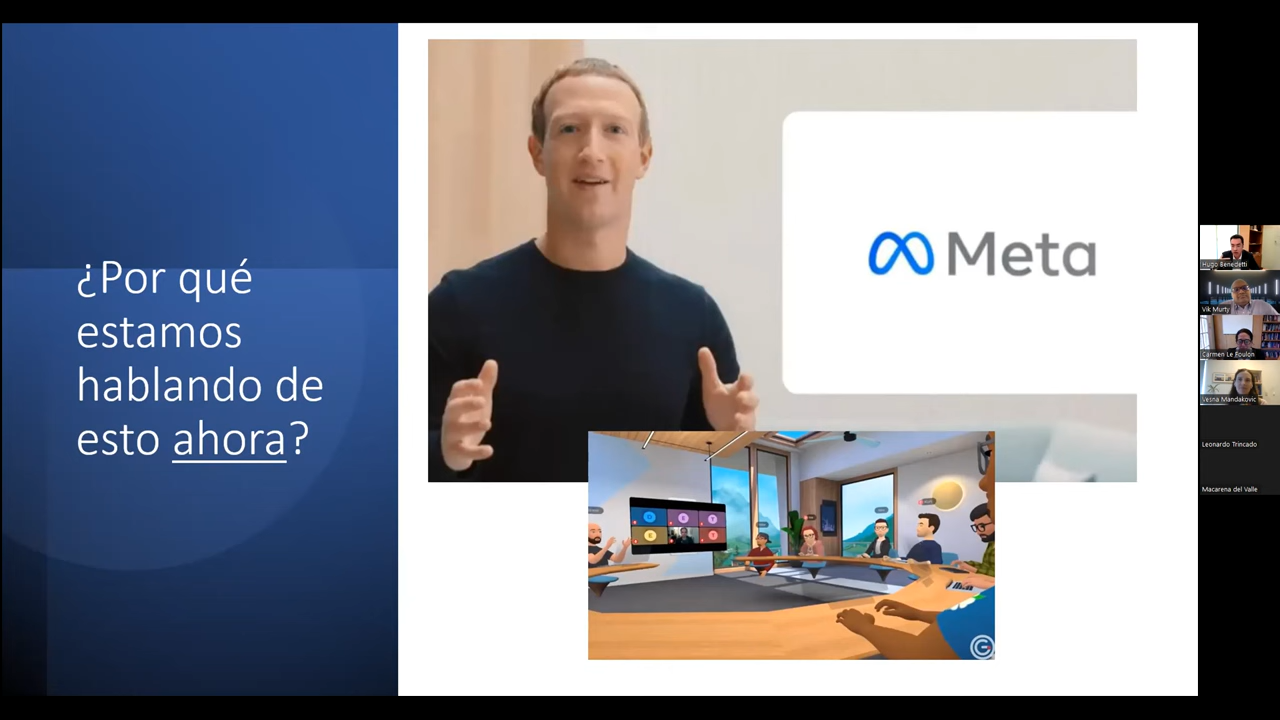 ¿Por qué
estamos
hablando de
esto ahora?
Meta
Hugo Benedetti
Vik Murty
Carmen Le Foulon
Vesna Mandakovic
Leonardo Trincado
Macarena del Valle